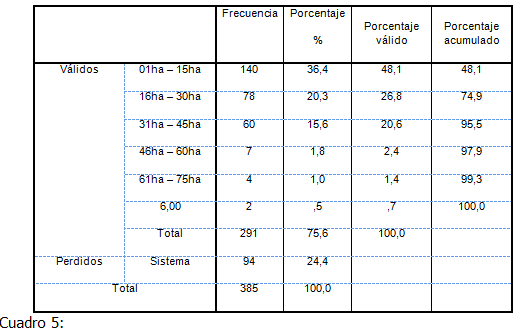 Frecuencia Porcentaje % Porcentaje válido Porcentaje acumulado
Válidos 01ha – 15ha 140 36,4 48,1 48,1
16ha – 30ha 78 20,3 26,8 74,9
31ha – 45ha 60 15,6 20,6 95,5
46ha – 60ha 7 1,8 2,4 97,9
61ha – 75ha 4 1,0 1,4 99,3
6,00 2 ,5 ,7 100,0
Total 291 75,6 100,0
Perdidos Sistema 94 24,4
Total 385 100,0
Cuadro 5: